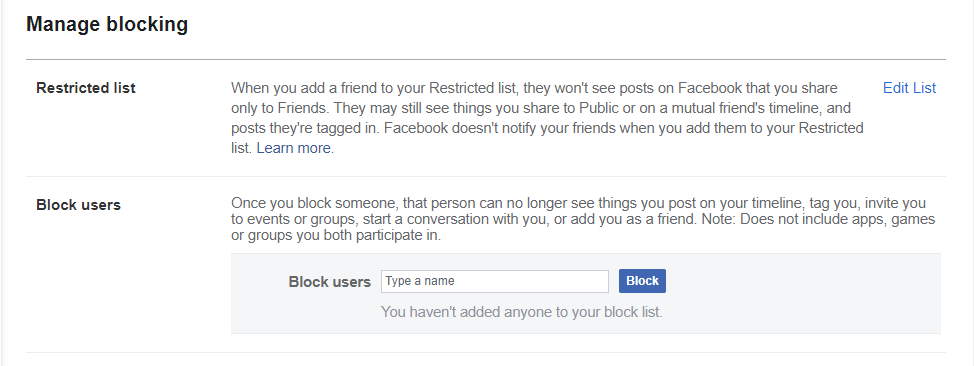 Manage blocking
Restricted list
When you add a friend to your Restricted list, they won't see posts on Facebook that you share
only to Friends. They may still see things you share to Public or on a mutual friend's timeline, and
posts they're tagged in. Facebook doesn't notify your friends when you add them to your Restricted
list. Learn more.
Edit List
Block users
Once you block someone, that person can no longer see things you post on your timeline, tag you, invite you
to events or groups, start a conversation with you, or add you as a friend. Note: Does not include apps, games
or groups you both participate in.
Block users Type a name Block
You haven't added anyone to your block list.